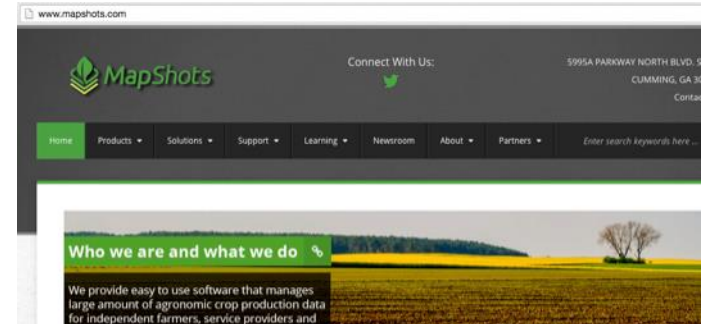 www.mapshots.com
MapShots
Connect With Us:
5995A PARKWAY NORTH BLVD.
CUMMING, GA
Home Products Solutions Support Learning Newsroom About Partners Enter search keywords here ...
Who we are and what we do
We provide easy to use software that manages
large amount of agronomic crop production data
for independent farmers, service providers and